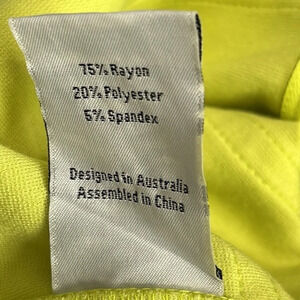 75% Rayon
20% Polyester
5% Spandex
Designed in Australia
Assembled in China